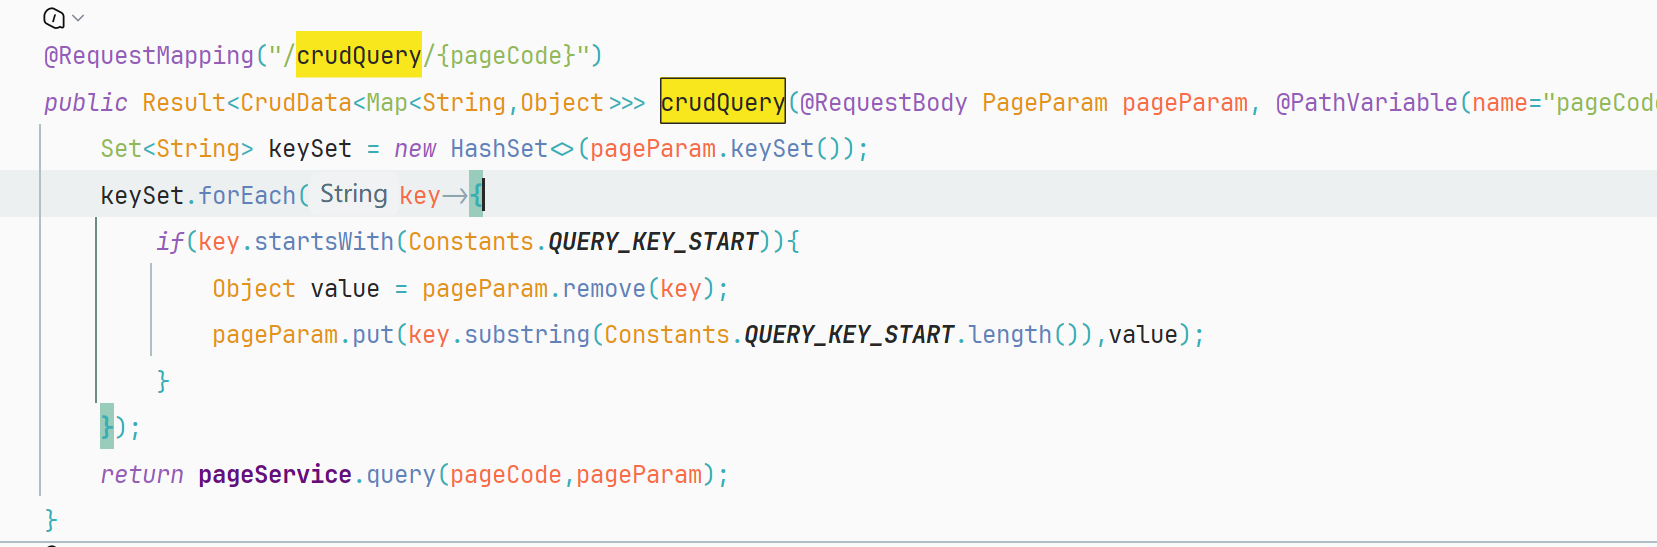 @RequestMapping("/crudQuery/{pageCode}")
public Result<CrudData<Map<String,Object>>> crudQuery(@RequestBody PageParam pageParam, @PathVariable(name="pageCode
Set<String> keySet = new HashSet<>(pageParam.keySet());
keySet.forEach( String key->{
if(key.startsWith(Constants.QUERY_KEY_START)){
Object value = pageParam.remove(key);
pageParam.put(key.substring(Constants.QUERY_KEY_START.length()),value);
}
});
return pageService.query(pageCode,pageParam);
}